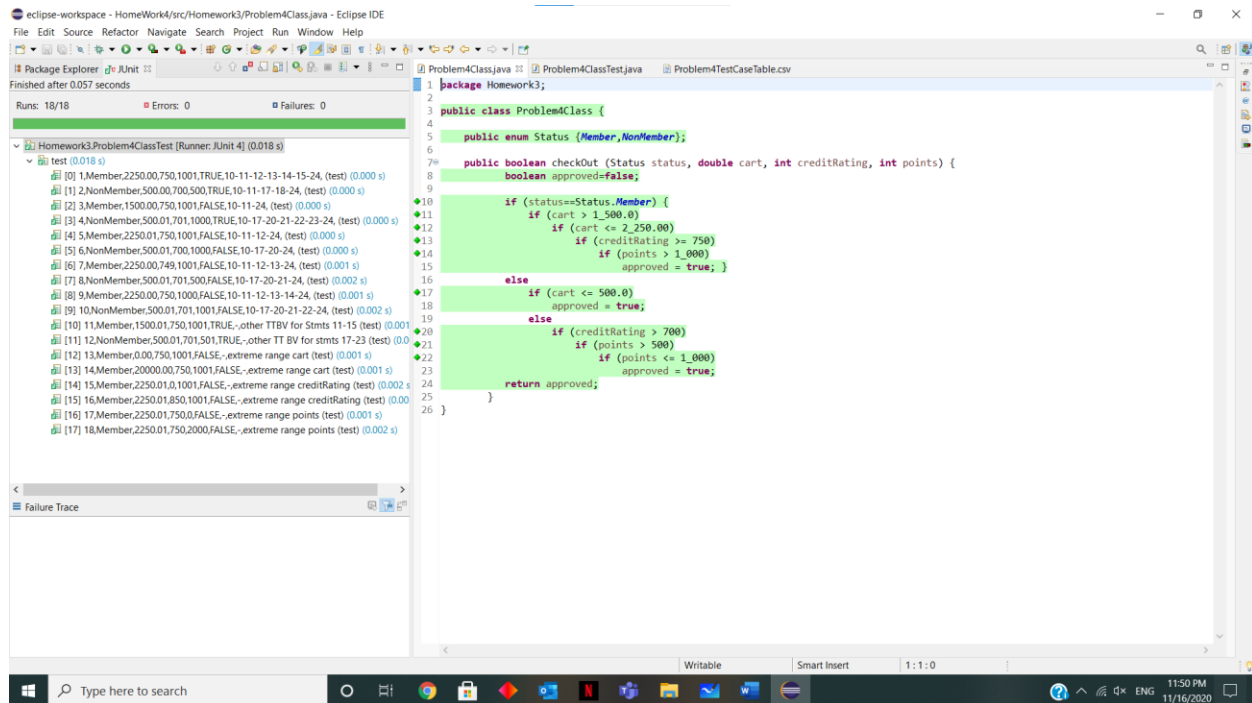 eclipse-workspace - HomeWork4/src/Homework3/Problem4Class.java - Eclipse IDE
File Edit Source Refactor Navigate Search Project Run Window Help
Package Explorer JUnit
Finished after 0.057 seconds
Runs: 18/18 Errors: 0 Failures: 0
Homework3.Problem4ClassTest [Runner: JUnit 4] (0.018 s)
test (0.018 s)
[0] 1,Member,2250.00,750,1001,TRUE,10-11-12-13-14-15-24, (test) (0.000 s)
[1] 2,NonMember,500.00,700,500,TRUE,10-11-17-18-24, (test) (0.000 s)
[2] 3,Member,1500.00,750,1001,FALSE,10-11-24, (test) (0.000 s)
[3] 4,NonMember,500.01,701,1000,TRUE,10-17-20-21-22-23-24, (test) (0.000 s)
[4] 5,Member,2250.01,750,1001,FALSE,10-11-12-24, (test) (0.000 s)
[5] 6,NonMember,500.01,700,1000,FALSE,10-17-20-24, (test) (0.000 s)
[6] 7,Member,2250.00,749,1001,FALSE,10-11-12-13-24, (test) (0.001 s)
[7] 8,NonMember,500.01,701,500,FALSE,10-17-20-21-24, (test) (0.002 s)
[8] 9,Member,2250.00,750,1000,FALSE,10-11-12-13-14-24, (test) (0.001 s)
[9] 10,NonMember,500.01,701,1001,FALSE,10-17-20-21-22-24, (test) (0.002 s)
[10] 11,Member,1500.01,750,1001,TRUE,-,other TTBV for Stmts 11-15 (test) (0.001
[11] 12,NonMember,500.01,701,501,TRUE,-,other TT BV for stmts 17-23 (test) (0.0
[12] 13,Member,0.00,750,1001,FALSE,-,extreme range cart (test) (0.001 s)
[13] 14,Member,20000.00,750,1001,FALSE,-,extreme range cart (test) (0.001 s)
[14] 15,Member,2250.01,0,1001,FALSE,-,extreme range creditRating (test) (0.002 s
[15] 16,Member,2250.01,850,1001,FALSE,-,extreme range creditRating (test) (0.00
[16] 17,Member,2250.01,750,0,FALSE,-,extreme range points (test) (0.001 s)
[17] 18,Member,2250.01,750,2000,FALSE,-,extreme range points (test) (0.002 s)
Failure Trace
Problem4Class.java Problem4ClassTest.java Problem4TestCaseTable.csv
1 package Homework3;
2
3 public class Problem4Class {
4
5 public enum Status {Member,NonMember};
6
7 public boolean checkOut (Status status, double cart, int creditRating, int points) {
8 boolean approved=false;
9
10 if (status==Status.Member) {
11 if (cart > 1_500.0)
12 if (cart <= 2_250.00)
13 if (creditRating >= 750)
14 if (points > 1_000)
15 approved = true; }
16 else
17 if (cart <= 500.0)
18 approved = true;
19 else
20 if (creditRating > 700)
21 if (points > 500)
22 if (points <= 1_000)
23 approved = true;
24 return approved;
25 }
26 }
Writable Smart Insert 1 : 1 : 0
Type here to search
ENG
11:50 PM
11/16/2020